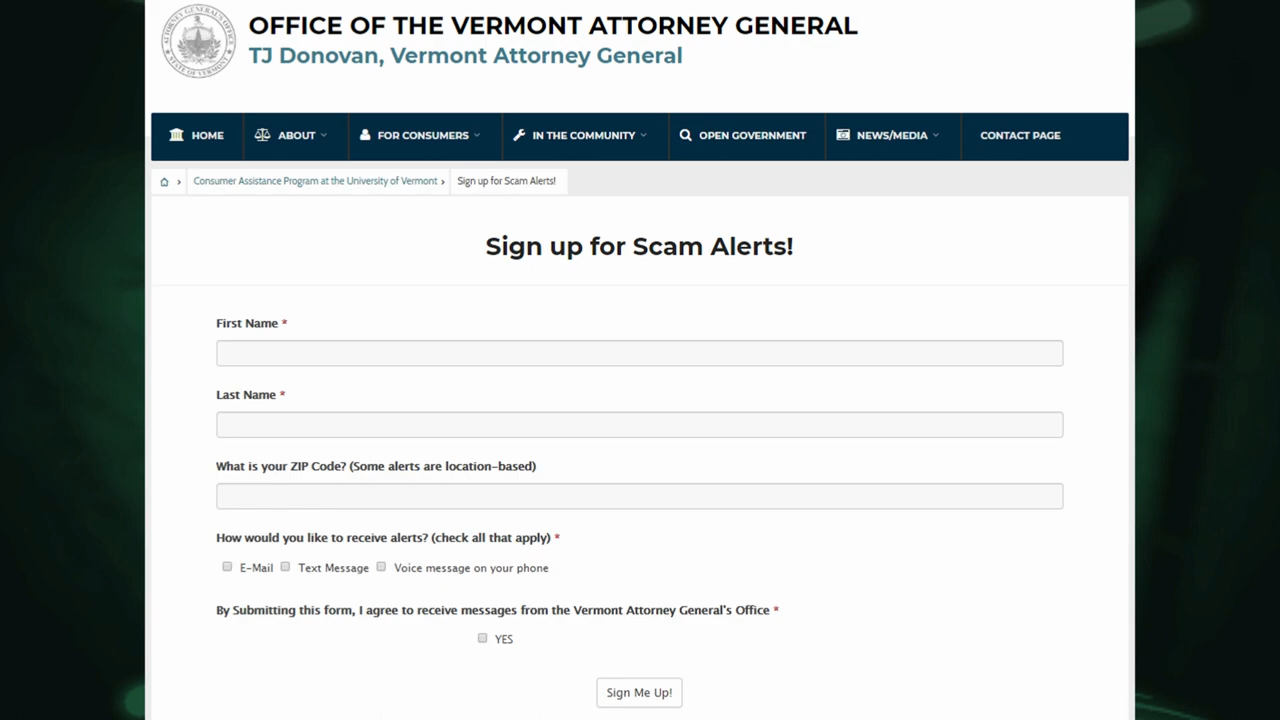 OFFICE OF THE VERMONT ATTORNEY GENERAL
TJ Donovan, Vermont Attorney General
HOME ABOUT FOR CONSUMERS IN THE COMMUNITY OPEN GOVERNMENT NEWS/MEDIA CONTACT PAGE
Consumer Assistance Program at the University of Vermont › Sign up for Scam Alerts!
Sign up for Scam Alerts!
First Name *
Last Name *
What is your ZIP Code? (Some alerts are location-based)
How would you like to receive alerts? (check all that apply) *
E-Mail Text Message Voice message on your phone
By Submitting this form, I agree to receive messages from the Vermont Attorney General's Office *
YES
Sign Me Up!